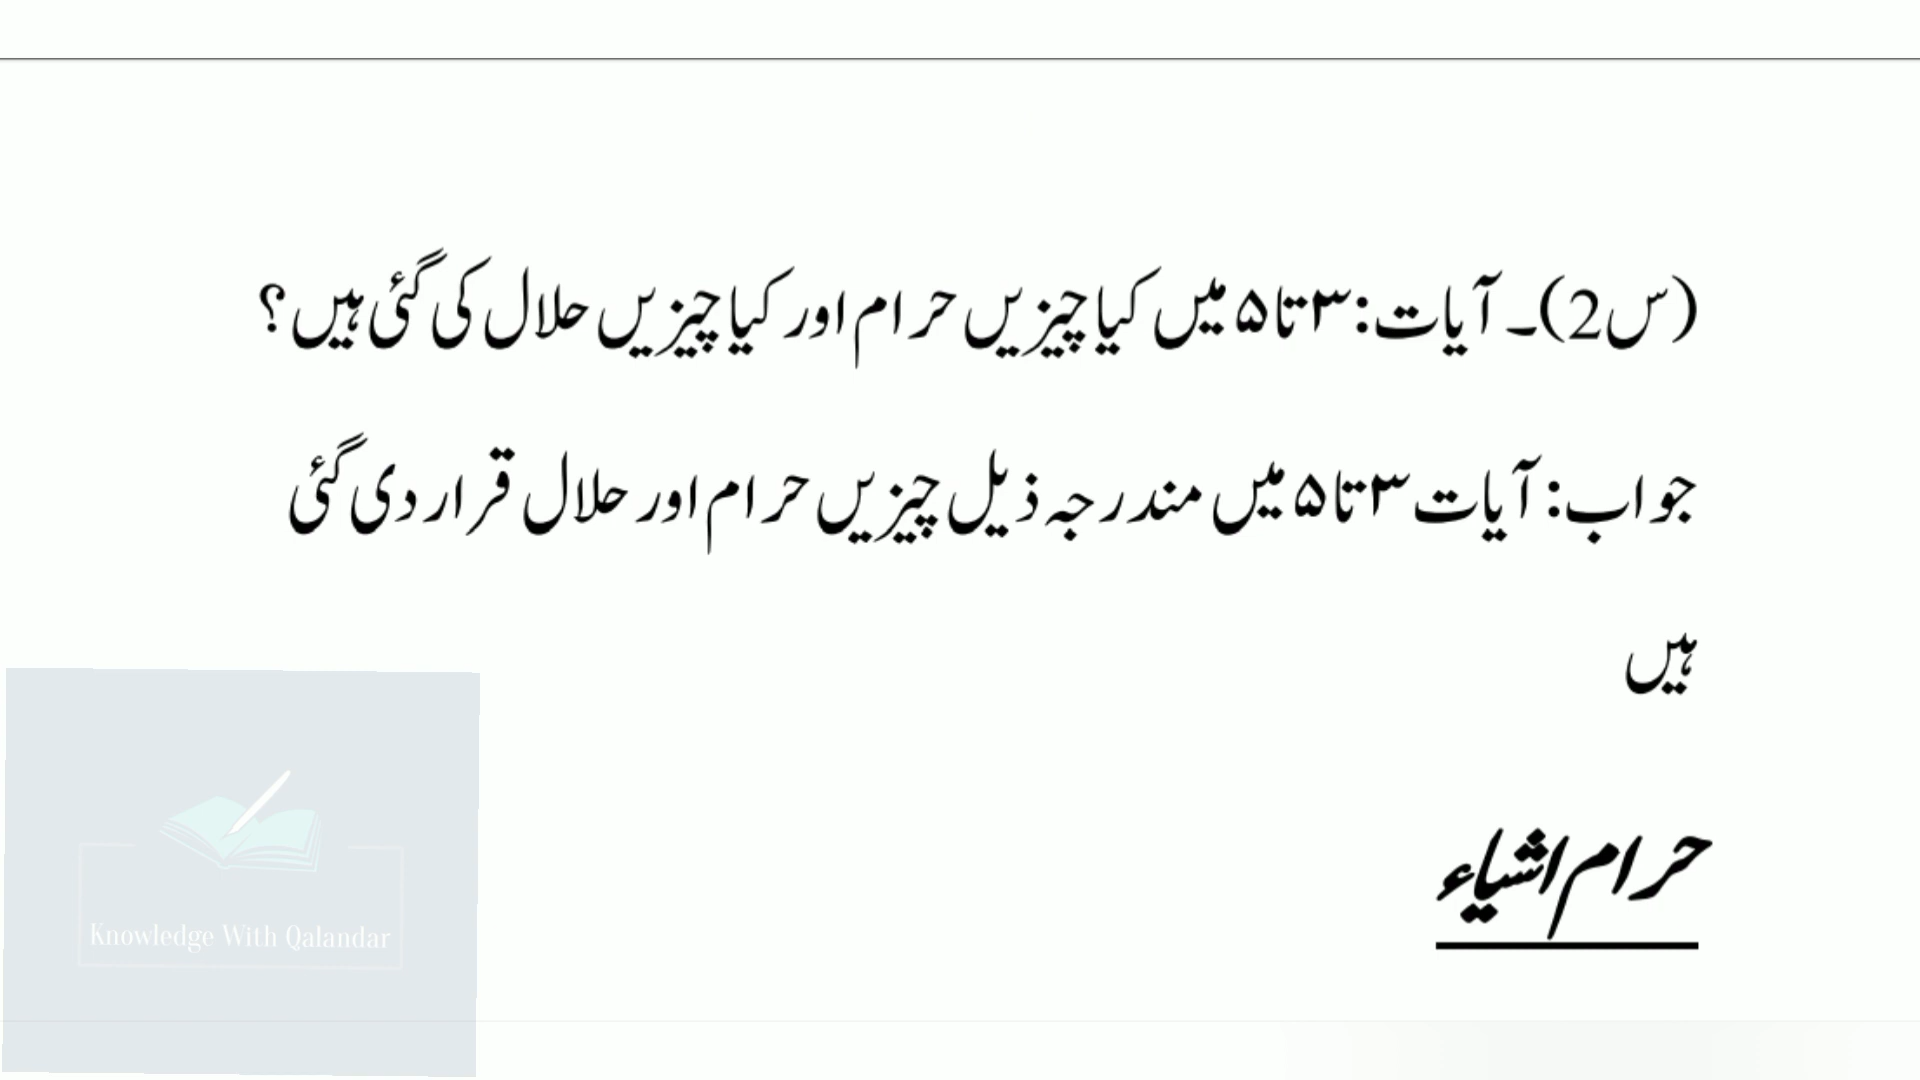 (س2)۔ آیات:۳تا۵ میں کیا چیزیں حرام اور کیا چیزیں حلال کی گئی ہیں؟
جواب: آیات ۳تا۵ میں مندرجہ ذیل چیزیں حرام اور حلال قرار دی گئی
ہیں
حرام اشیاء
Knowledge With Qalandar